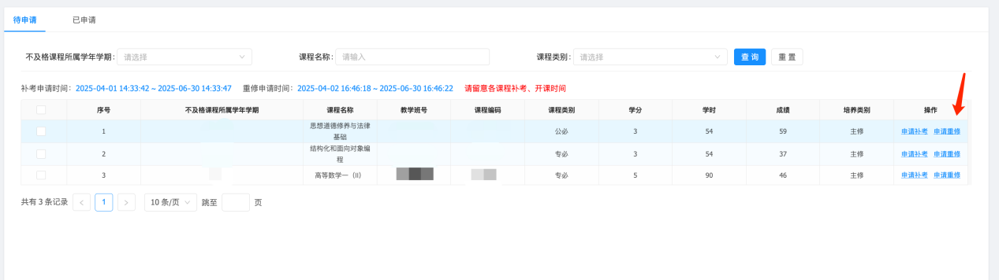 待申请 已申请
不及格课程所属学年学期: 请选择 课程名称: 请输入 课程类别: 请选择 查 询 重 置
补考申请时间: 2025-04-01 14:33:42 ~ 2025-06-30 14:33:47 重修申请时间: 2025-04-02 16:46:18 ~ 2025-06-30 16:46:22 请留意各课程补考、开课时间
序号 不及格课程所属学年学期 课程名称 教学班号 课程编码 课程类别 学分 学时 成绩 培养类别 操作
1 思想道德修养与法律基础 公必 3 54 59 主修 申请补考 申请重修
2 结构化和面向对象编程 专必 3 54 37 主修 申请补考 申请重修
3 高等数学一（II） 专必 5 90 46 主修 申请补考 申请重修
共有 3 条记录 < 1 > 10 条/页 跳至 页